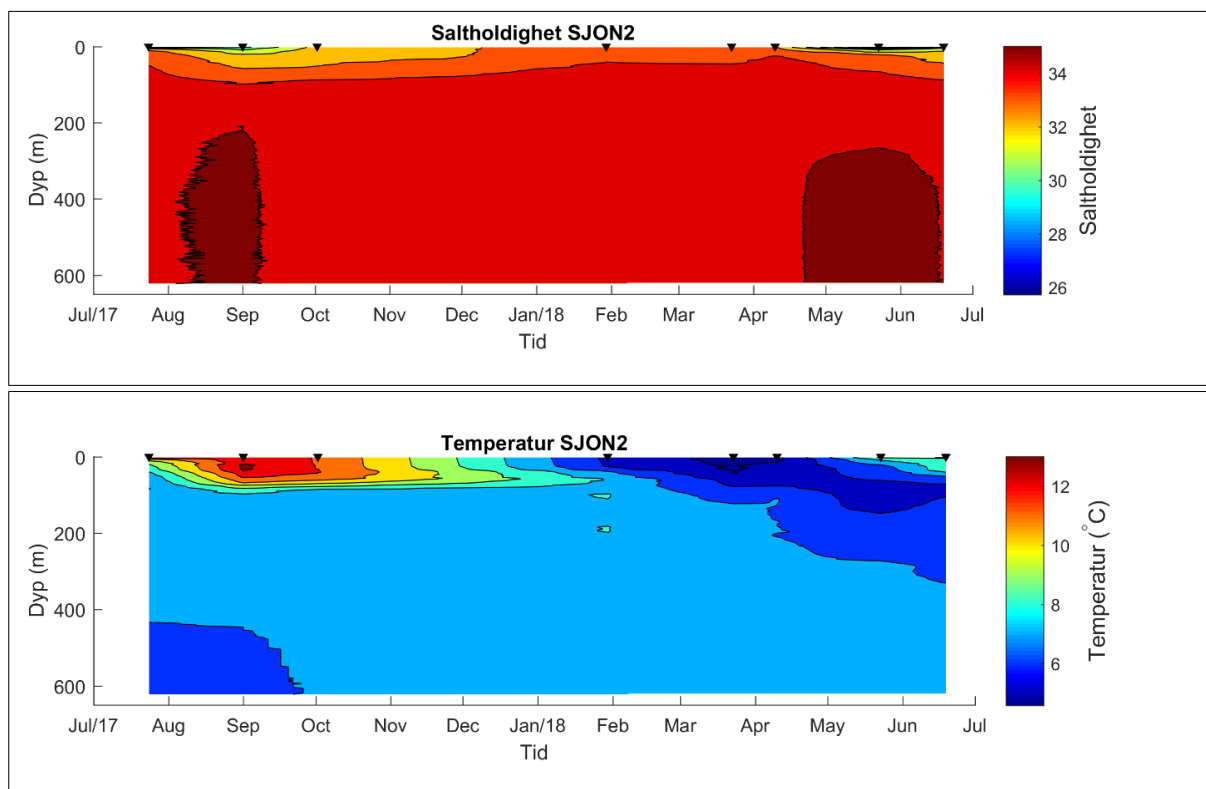 Saltholdighet SJON2
0
200
400
600
Dyp (m)
Jul/17 Aug Sep Oct Nov Dec Jan/18 Feb Mar Apr May Jun Jul
Tid
34
32
30
28
26
Saltholdighet
Temperatur SJON2
0
200
400
600
Dyp (m)
Jul/17 Aug Sep Oct Nov Dec Jan/18 Feb Mar Apr May Jun Jul
Tid
12
10
8
6
Temperatur (°C)